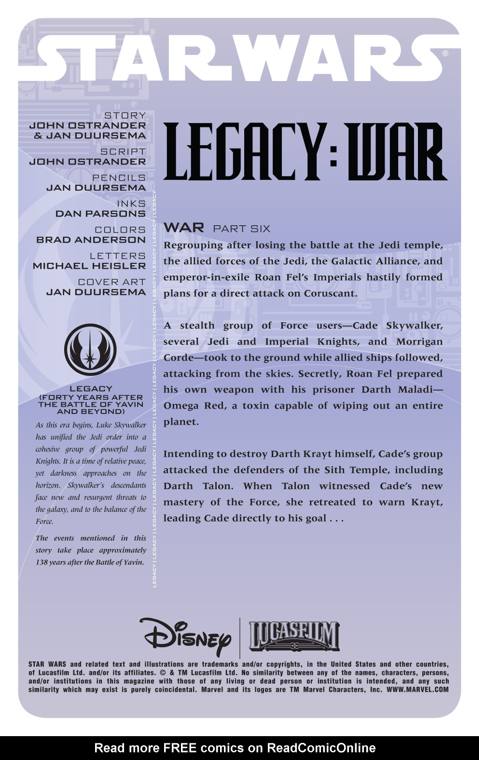 STAR WARS
STORY
JOHN OSTRANDER
& JAN DUURSEMA
SCRIPT
JOHN OSTRANDER
PENCILS
JAN DUURSEMA
INKS
DAN PARSONS
COLORS
BRAD ANDERSON
LETTERS
MICHAEL HEISLER
COVER ART
JAN DUURSEMA
LEGACY
(FORTY YEARS AFTER
THE BATTLE OF YAVIN
AND BEYOND)
As this era begins, Luke Skywalker
has unified the Jedi order into a
cohesive group of powerful Jedi
Knights. It is a time of relative peace,
yet darkness approaches on the
horizon. Skywalker's descendants
face new and resurgent threats to
the galaxy, and to the balance of the
Force.
The events mentioned in this
story take place approximately
138 years after the Battle of Yavin.
LEGACY | LEGACY | LEGACY | LEGACY | LEGACY | LEGACY | LEGACY | LEGACY | LEGACY | LEGACY
LEGACY: WAR
WAR PART SIX
Regrouping after losing the battle at the Jedi temple,
the allied forces of the Jedi, the Galactic Alliance, and
emperor-in-exile Roan Fel's Imperials hastily formed
plans for a direct attack on Coruscant.
A stealth group of Force users—Cade Skywalker,
several Jedi and Imperial Knights, and Morrigan
Corde—took to the ground while allied ships followed,
attacking from the skies. Secretly, Roan Fel prepared
his own weapon with his prisoner Darth Maladi—
Omega Red, a toxin capable of wiping out an entire
planet.
Intending to destroy Darth Krayt himself, Cade's group
attacked the defenders of the Sith Temple, including
Darth Talon. When Talon witnessed Cade's new
mastery of the Force, she retreated to warn Krayt,
leading Cade directly to his goal . . .
Disney
LUCASFILM
STAR WARS and related text and illustrations are trademarks and/or copyrights, in the United States and other countries,
of Lucasfilm Ltd. and/or its affiliates. © & TM Lucasfilm Ltd. No similarity between any of the names, characters, persons,
and/or institutions in this magazine with those of any living or dead person or institution is intended, and any such
similarity which may exist is purely coincidental. Marvel and its logos are TM Marvel Characters, Inc. WWW.MARVEL.COM
Read more FREE comics on ReadComicOnline